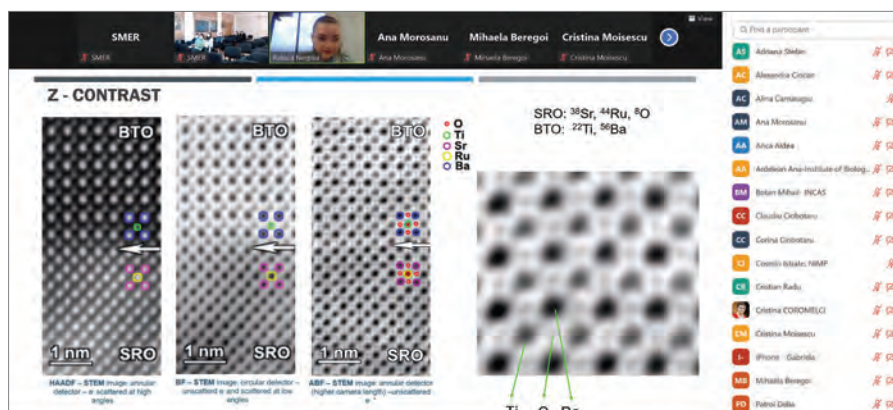 View
SMER
Ana Morosanu
Mihaela Beregoi
Cristina Moisescu
SMER
SMER
Ana Morosanu
Mihaela Beregoi
Cristina Moisescu
Z - CONTRAST
BTO
BTO
BTO
O
Ti
Sr
Ru
Ba
1 nm
SRO
1 nm
SRO
1 nm
SRO
HAADF – STEM image: annular
detector – e⁻ scattered at high
angles
BF – STEM image: circular detector –
unscattered e⁻ and scattered at low
angles
ABF – STEM image: annular detector
(higher camera length) –unscattered
SRO: ³⁸Sr, ⁴⁴Ru, ⁸O
BTO: ²²Ti, ⁵⁶Ba
Ti O Ba
Find a participant
AS Adriana Stefan
AC Alexandra Ciocan
AC
AM Ana Morosanu
AA Anca Aldea
AA Ardelean Ana-Institute of Biolog...
BM Botan Mihail INCAS
CC Claudiu Ciobotaru
CC Corina Ciobotaru
NIMP
CR Cristian Radu
Cristina COROMELCI
CM Cristina Moisescu
I- iPhone - Gabriela
MB Mihaela Beregoi
PD Patroi Delia